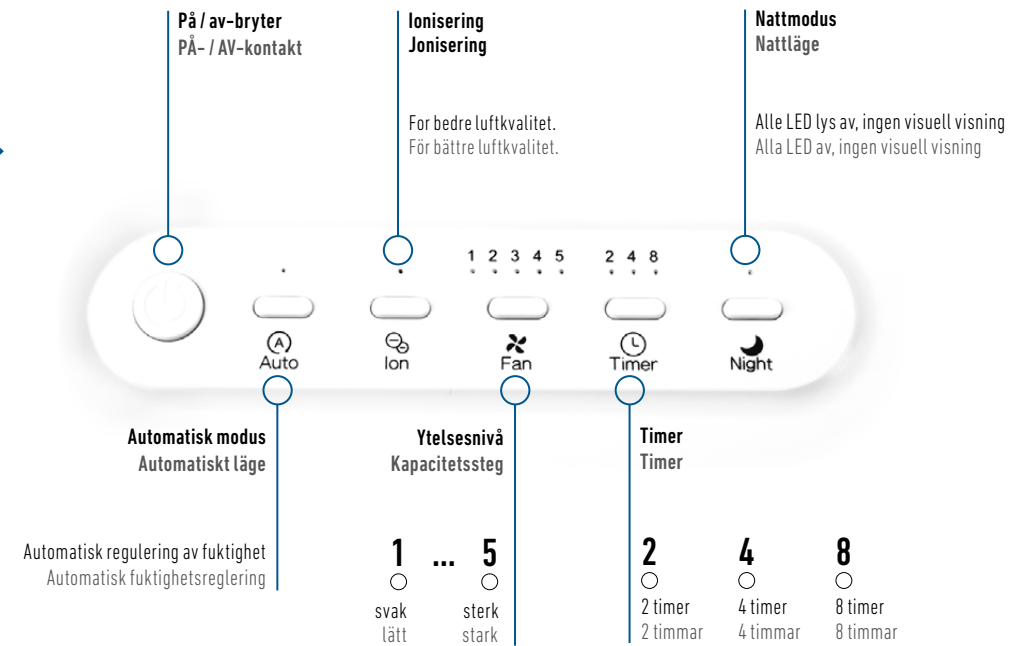 På / av-bryter
PÅ- / AV-kontakt
Ionisering
Jonisering
For bedre luftkvalitet.
För bättre luftkvalitet.
Nattmodus
Nattläge
Alle LED lys av, ingen visuell visning
Alla LED av, ingen visuell visning
1 2 3 4 5
2 4 8
Auto
Ion
Fan
Timer
Night
Automatisk modus
Automatiskt läge
Automatisk regulering av fuktighet
Automatisk fuktighetsreglering
Ytelsesnivå
Kapacitetssteg
1 ... 5
svak sterk
lätt stark
Timer
Timer
2 4 8
2 timer 4 timer 8 timer
2 timmar 4 timmar 8 timmar